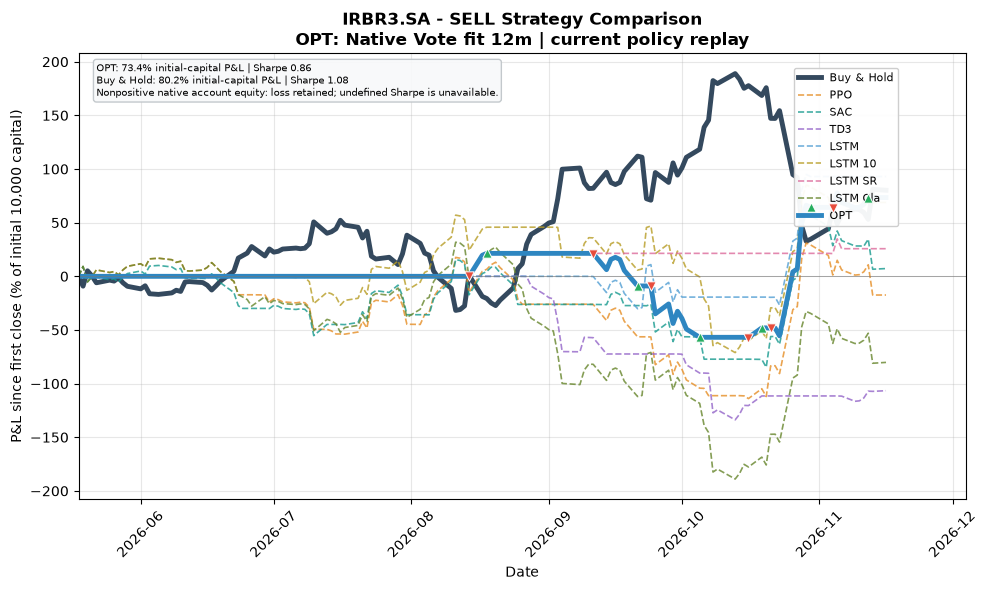 IRBR3.SA - SELL Strategy Comparison
OPT: Native Vote fit 12m | current policy replay
OPT: 73.4% initial-capital P&L | Sharpe 0.86
Buy & Hold: 80.2% initial-capital P&L | Sharpe 1.08
Nonpositive native account equity: loss retained; undefined Sharpe is unavailable.
Buy & Hold
PPO
SAC
TD3
LSTM
LSTM 10
LSTM SR
LSTM Cla
OPT
P&L since first close (% of initial 10,000 capital)
200
150
100
50
0
−50
−100
−150
−200
2026-06
2026-07
2026-08
2026-09
2026-10
2026-11
2026-12
Date